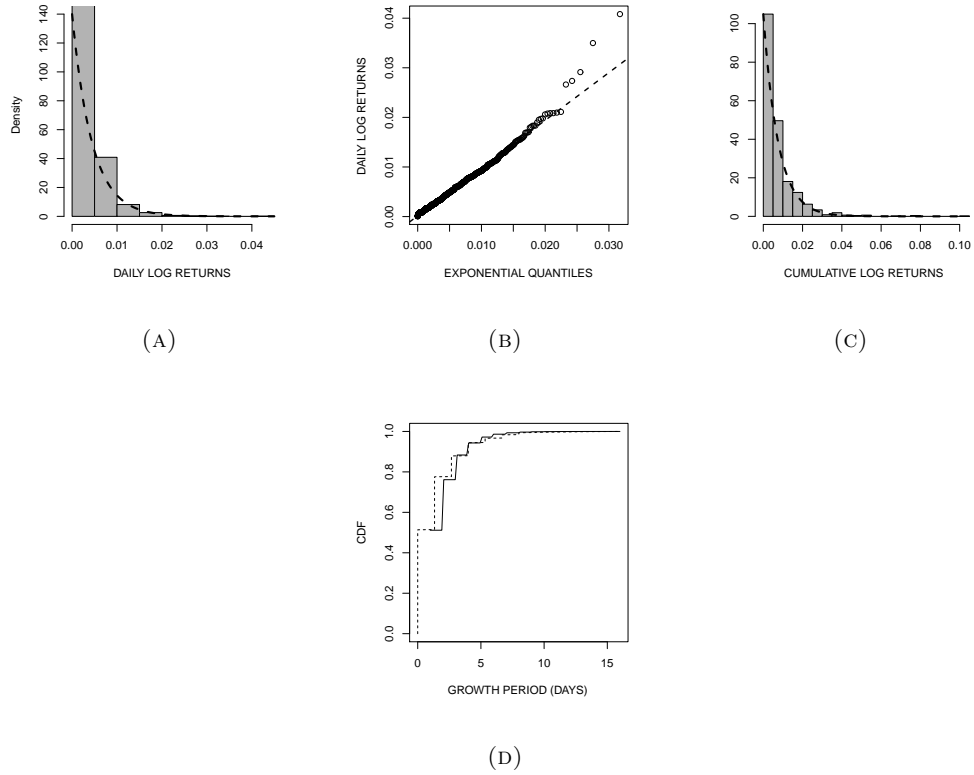 140
120
100
80
60
40
20
0
Density
0.00 0.01 0.02 0.03 0.04
DAILY LOG RETURNS
(A)
0.04
0.03
0.02
0.01
0.00
DAILY LOG RETURNS
0.000 0.010 0.020 0.030
EXPONENTIAL QUANTILES
(B)
100
80
60
40
20
0
0.00 0.02 0.04 0.06 0.08 0.10
CUMULATIVE LOG RETURNS
(C)
1.0
0.8
0.6
0.4
0.2
0.0
CDF
0 5 10 15
GROWTH PERIOD (DAYS)
(D)